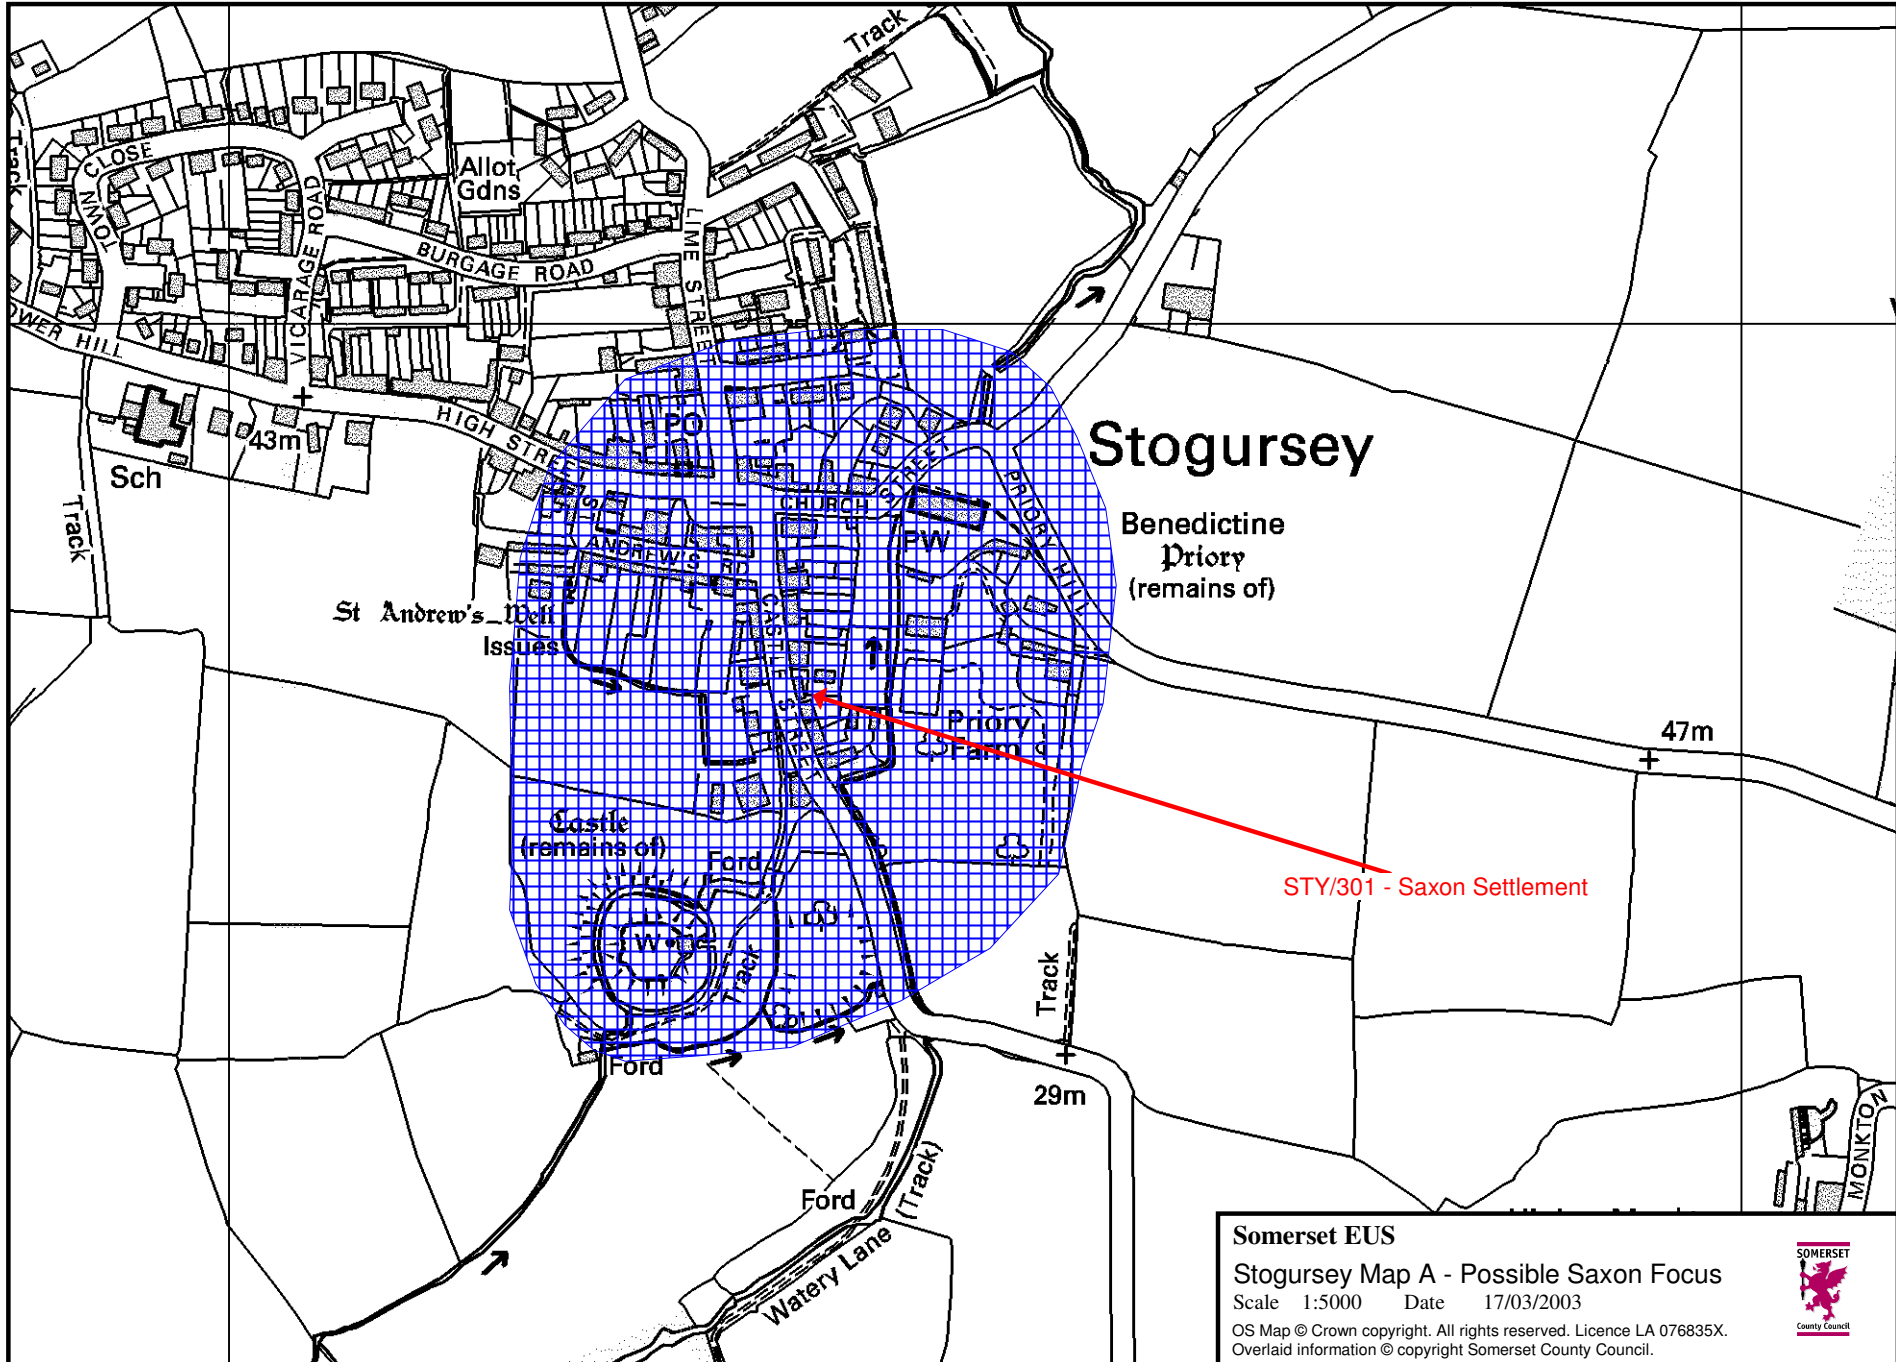 Track
Track
CLOSE
TOWN
Allot
Gdns
VICARAGE ROAD
BURGAGE ROAD
LIME STREET
OWER HILL
43m
Sch
Track
HIGH STRE
PO
Stogursey
STREET
CHURCH
PRIORY HILL
PW
Benedictine
Priory
(remains of)
ST ANDREW'S
St Andrew's Well
Issues
CASTLE STREET
Priory
Farm
47m
Castle
(remains of)
Ford
STY/301 - Saxon Settlement
W
Track
Track
Ford
29m
Ford
(Track)
Watery Lane
MONKTON
Somerset EUS
Stogursey Map A - Possible Saxon Focus
Scale 1:5000 Date 17/03/2003
OS Map © Crown copyright. All rights reserved. Licence LA 076835X.
Overlaid information © copyright Somerset County Council.
SOMERSET
County Council